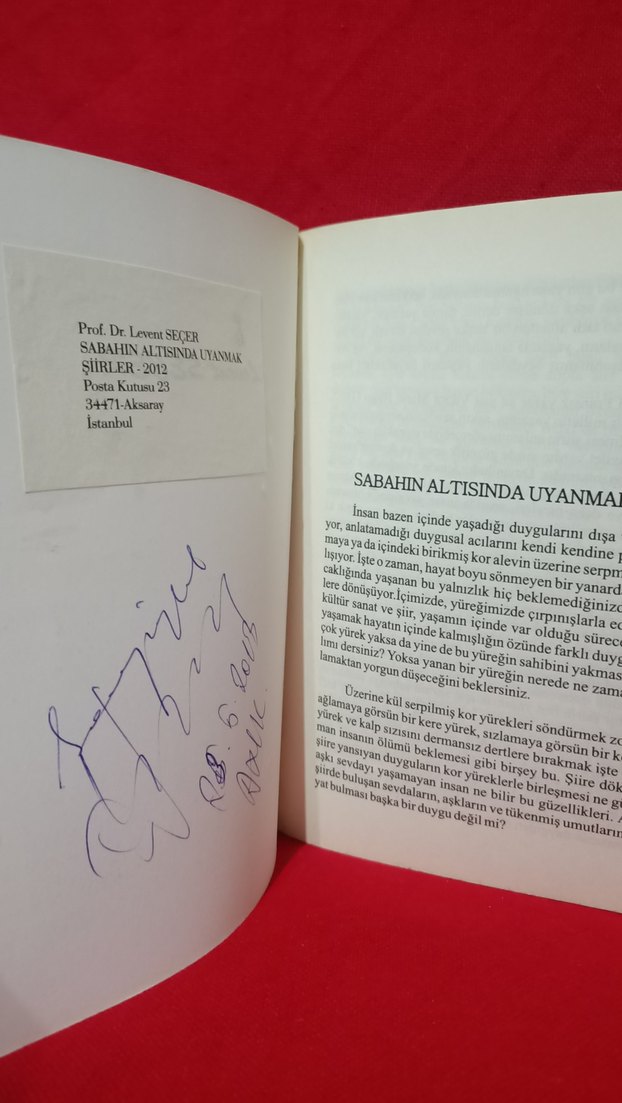 Prof. Dr. Levent SEÇER
SABAHIN ALTISINDA UYANMAK
ŞİİRLER - 2012
Posta Kutusu 23
34471-Aksaray
İstanbul
Saygıyla
6.2015
SABAHIN ALTISINDA UYANMA
İnsan bazen içinde yaşadığı duygularını dışa
yor, anlatamadığı duygusal acılarını kendi kendine
maya ya da içindeki birikmiş kor alevin üzerine serpm
lışıyor. İşte o zaman, hayat boyu sönmeyen bir yanard
caklığında yaşanan bu yalnızlık hiç beklemediğiniz
lere dönüşüyor.İçimizde, yüreğimizde çırpınışlarla ed
kültür sanat ve şiir, yaşamın içinde var olduğu sürec
yaşamak hayatın içinde kalmışlığın özünde farklı duyg
çok yürek yaksa da yine de bu yüreğin sahibini yakmas
lımı dersiniz? Yoksa yanan bir yüreğin nerede ne zama
lamaktan yorgun düşeceğini beklersiniz.
Üzerine kül serpilmiş kor yürekleri söndürmek zo
ağlamaya görsün bir kere yürek, sızlamaya görsün bir k
yürek ve kalp sızısını dermansız dertlere bırakmak işte
man insanın ölümü beklemesi gibi birşey bu. Şiire dök
şiire yansıyan duyguların kor yüreklerle birleşmesi ne gü
aşkı sevdayı yaşamayan insan ne bilir bu güzellikleri. A
şiirde buluşan sevdaların, aşkların ve tükenmiş umutların
yat bulması başka bir duygu değil mi?